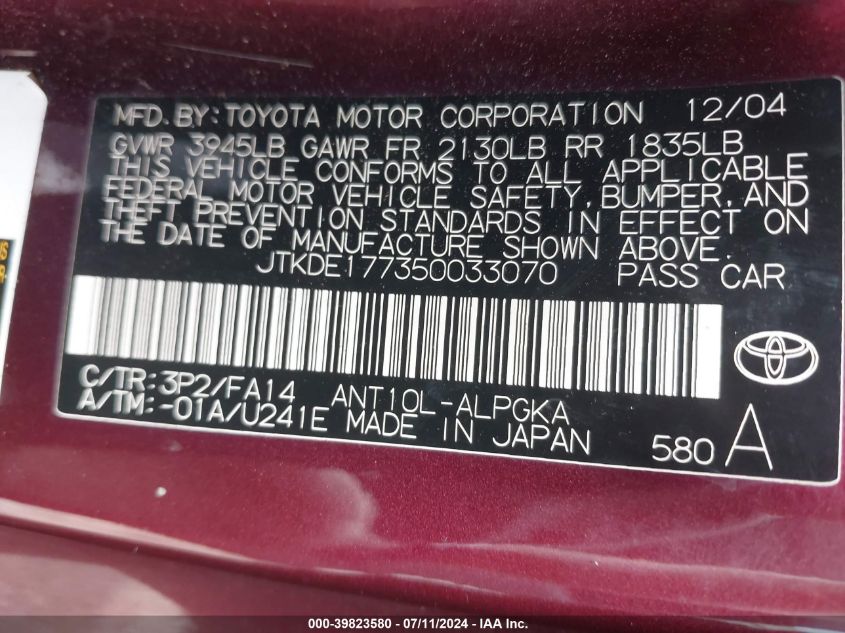 MFD. BY: TOYOTA MOTOR CORPORATION 12/04
GVWR 3945LB GAWR FR 2130LB RR 1835LB
THIS VEHICLE CONFORMS TO ALL APPLICABLE
FEDERAL MOTOR VEHICLE SAFETY, BUMPER, AND
THEFT PREVENTION STANDARDS IN EFFECT ON
THE DATE OF MANUFACTURE SHOWN ABOVE.
JTKDE177350033070 PASS CAR
C/TR: 3P2/FA14 ANT10L-ALPGKA
A/TM: -01A/U241E MADE IN JAPAN 580 A
000-39823580 - 07/11/2024 - IAAI Inc.